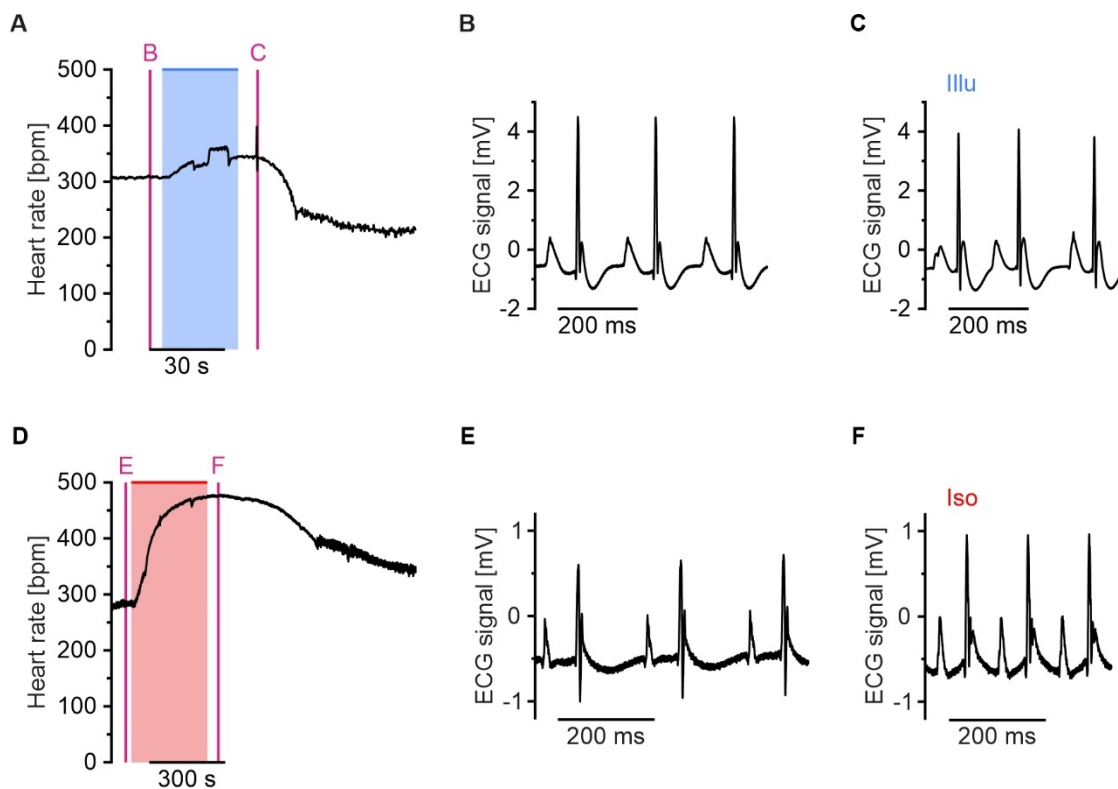 A
B
C
B
C
Illu
500
400
300
200
100
0
Heart rate [bpm]
30 s
4
2
0
-2
ECG signal [mV]
200 ms
4
2
0
-2
ECG signal [mV]
200 ms
D
E
F
E
F
Iso
500
400
300
200
100
0
Heart rate [bpm]
300 s
1
0
-1
ECG signal [mV]
200 ms
1
0
-1
ECG signal [mV]
200 ms